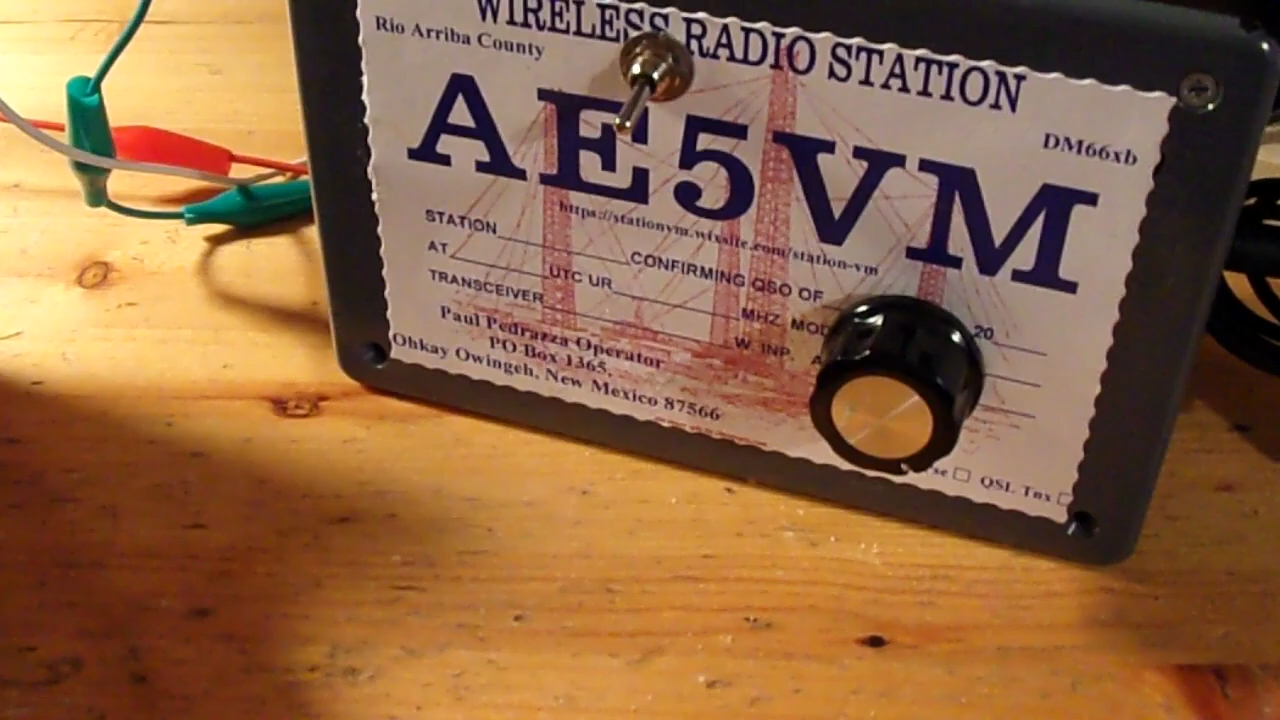 WIRELESS RADIO STATION
Rio Arriba County
DM66xb
AE5VM
https://stationvm.wixsite.com/station-vm
STATION CONFIRMING QSO OF 20
AT UTC UR MHZ MOD
TRANSCEIVER W INP. A
Paul Pedrazza Operator
PO Box 1365,
Ohkay Owingeh, New Mexico 87566
se QSL Tnx